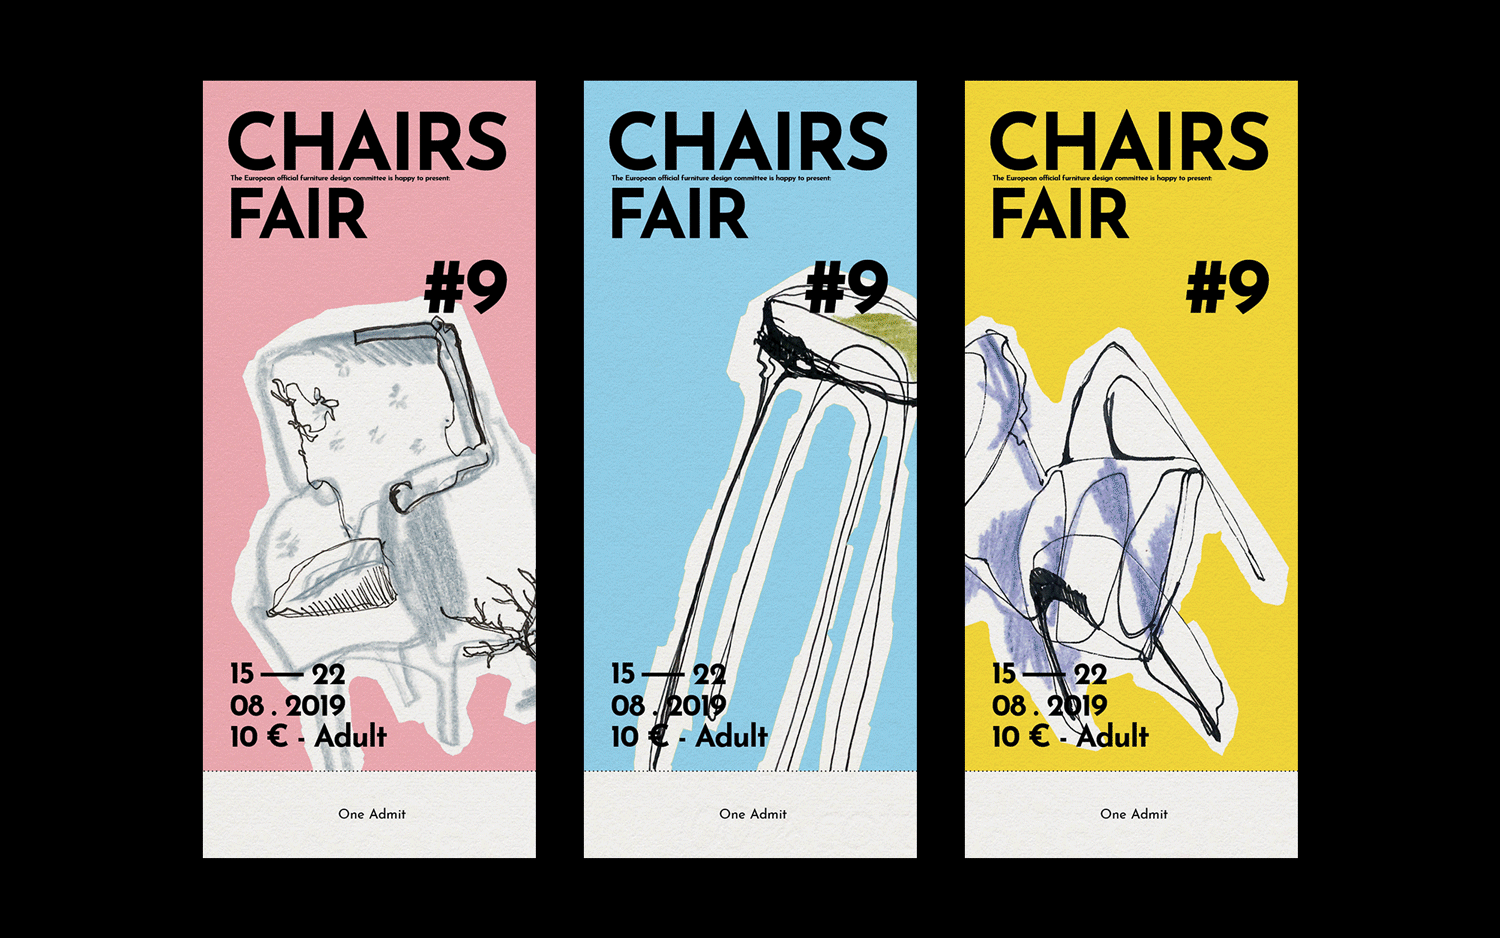 CHAIRS
The European official furniture design committee is happy to present:
FAIR
#9
15 — 22
08 . 2019
10 € - Adult
One Admit
CHAIRS
The European official furniture design committee is happy to present:
FAIR
#9
15 — 22
08 . 2019
10 € - Adult
One Admit
CHAIRS
The European official furniture design committee is happy to present:
FAIR
#9
15 — 22
08 . 2019
10 € - Adult
One Admit